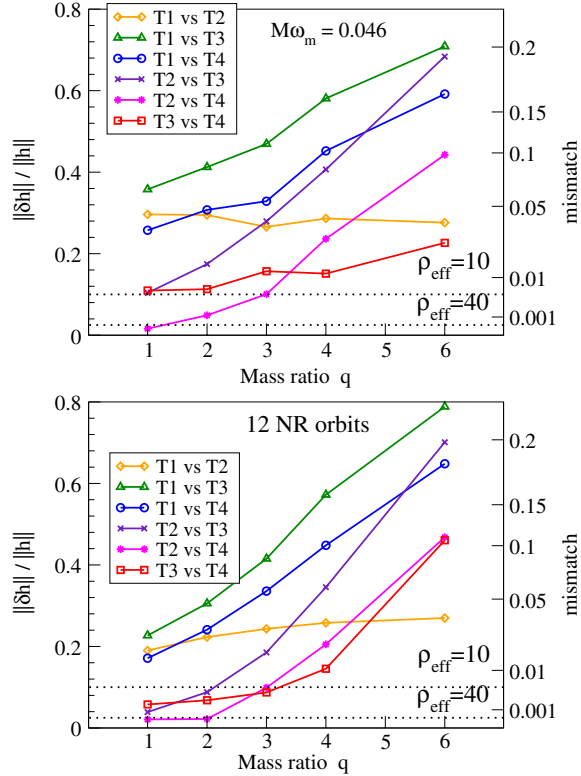 T1 vs T2
T1 vs T3
T1 vs T4
T2 vs T3
T2 vs T4
T3 vs T4
Mω_m = 0.046
ρ_eff=10
ρ_eff=40
0.8
0.6
0.4
0.2
0
||δh|| / ||h||
0.2
0.15
0.1
0.05
0.01
0.001
mismatch
1 2 3 4 5 6
Mass ratio q
12 NR orbits
T1 vs T2
T1 vs T3
T1 vs T4
T2 vs T3
T2 vs T4
T3 vs T4
ρ_eff=10
ρ_eff=40
0.8
0.6
0.4
0.2
0
||δh|| / ||h||
0.2
0.15
0.1
0.05
0.01
0.001
mismatch
1 2 3 4 5 6
Mass ratio q